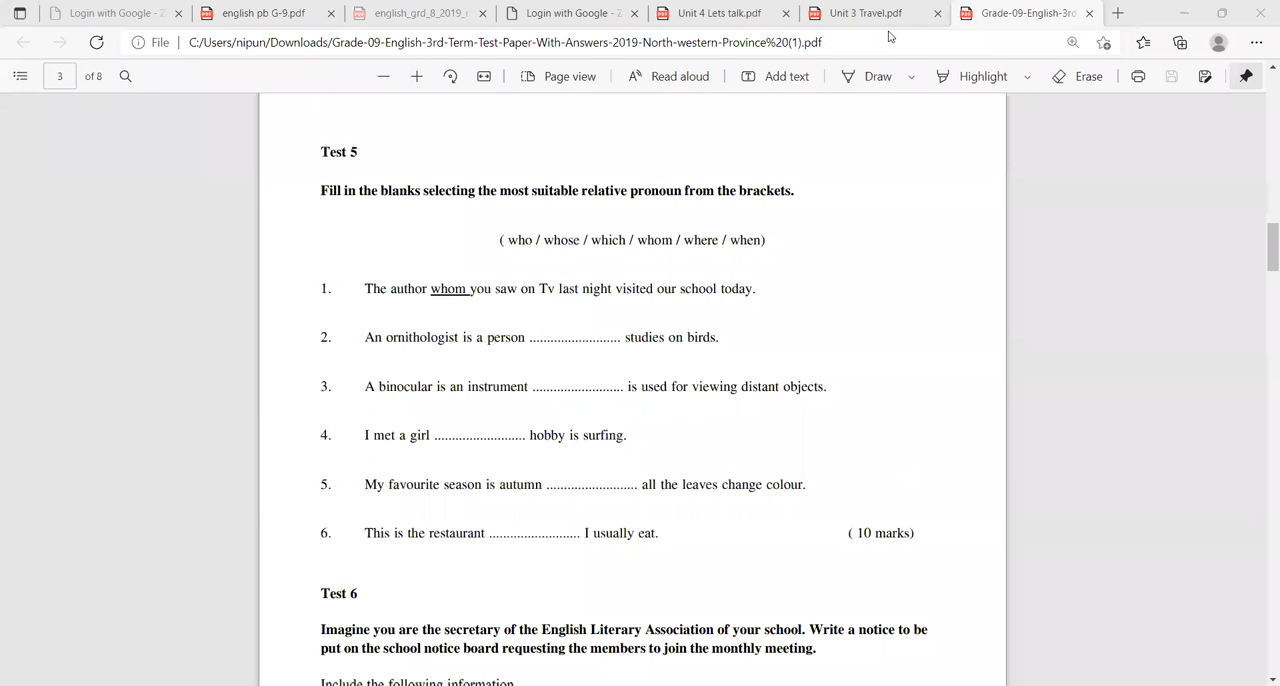 Login with Google - Z
english pb G-9.pdf
english_grd_8_2019_
Login with Google - Z
Unit 4 Lets talk.pdf
Unit 3 Travel.pdf
Grade-09-English-3rd
File
C:/Users/nipun/Downloads/Grade-09-English-3rd-Term-Test-Paper-With-Answers-2019-North-western-Province%20(1).pdf
3 of 8
Page view
Read aloud
Add text
Draw
Highlight
Erase
Test 5
Fill in the blanks selecting the most suitable relative pronoun from the brackets.
( who / whose / which / whom / where / when)
1. The author whom you saw on Tv last night visited our school today.
2. An ornithologist is a person .......................... studies on birds.
3. A binocular is an instrument .......................... is used for viewing distant objects.
4. I met a girl .......................... hobby is surfing.
5. My favourite season is autumn .......................... all the leaves change colour.
6. This is the restaurant .......................... I usually eat. ( 10 marks)
Test 6
Imagine you are the secretary of the English Literary Association of your school. Write a notice to be
put on the school notice board requesting the members to join the monthly meeting.
Include the following information